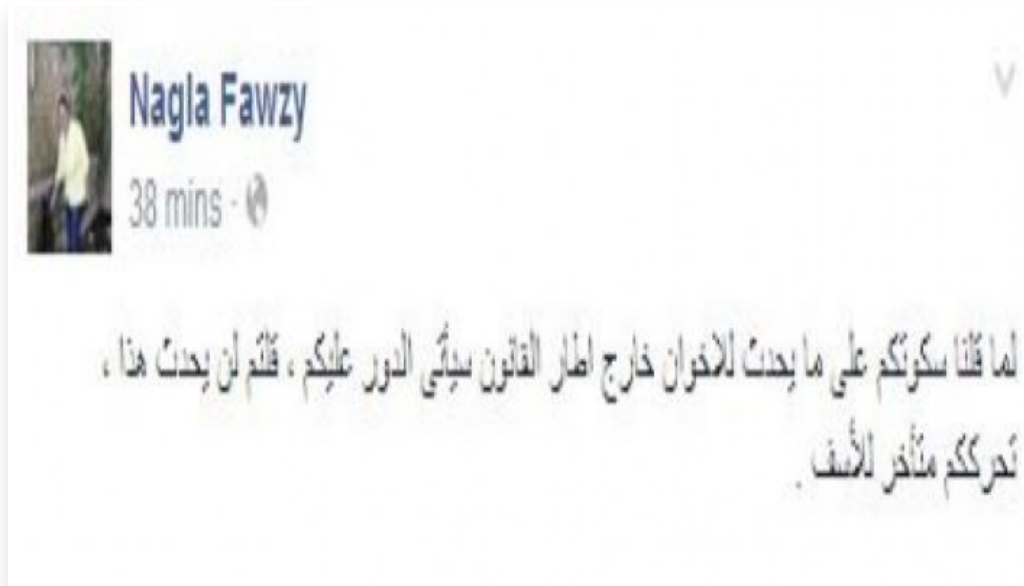 Nagla Fawzy
38 mins ·
لما قلنا سكوتكم على ما يحدث للاخوان خارج اطار القانون سيأتى الدور عليكم ، قلتم لن يحدث هذا ،
تحرككم متأخر للأسف .